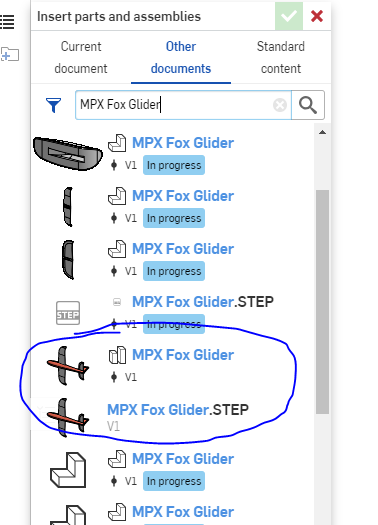 Insert parts and assemblies
Current document
Other documents
Standard content
MPX Fox Glider
MPX Fox Glider
V1 In progress
MPX Fox Glider
V1 In progress
MPX Fox Glider
V1 In progress
STEP
MPX Fox Glider.STEP
V1 In progress
MPX Fox Glider
V1
MPX Fox Glider.STEP
V1
MPX Fox Glider
V1 In progress
MPX Fox Glider
V1 In progress